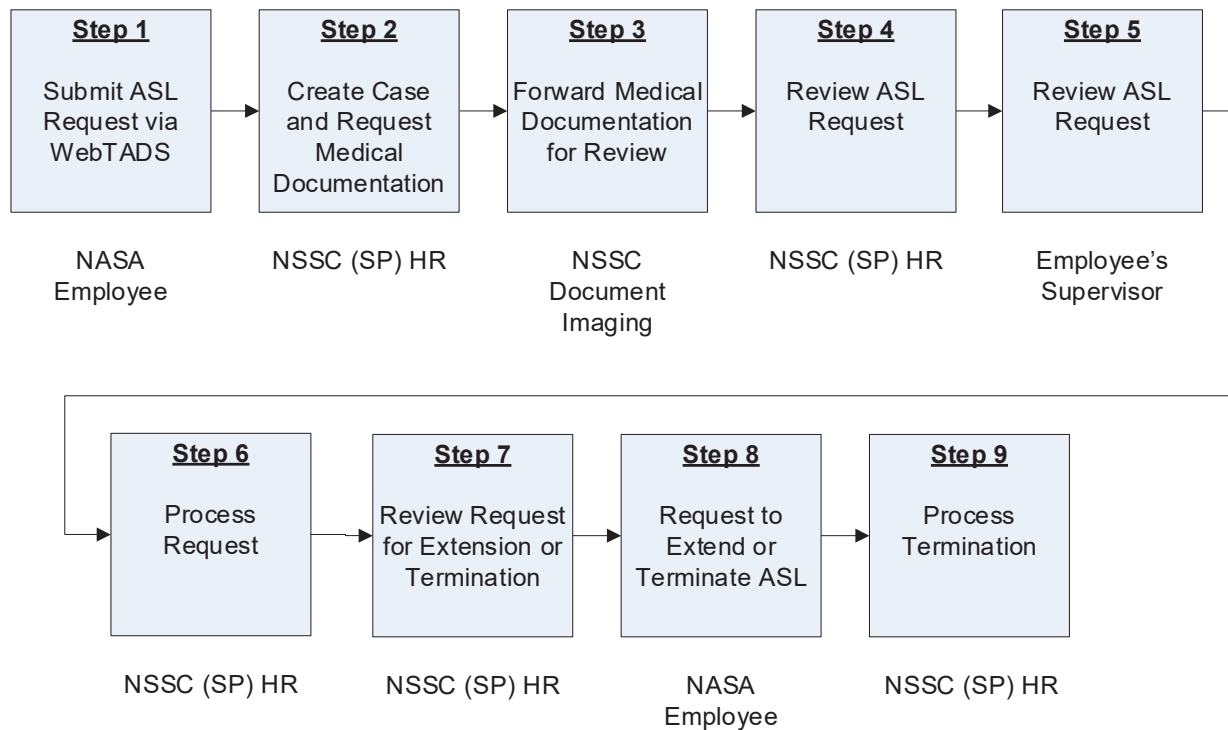 Step 1
Submit ASL
Request via
WebTADS
NASA
Employee
Step 2
Create Case
and Request
Medical
Documentation
NSSC (SP) HR
Step 3
Forward Medical
Documentation
for Review
NSSC
Document
Imaging
Step 4
Review ASL
Request
NSSC (SP) HR
Step 5
Review ASL
Request
Employee’s
Supervisor
Step 6
Process
Request
NSSC (SP) HR
Step 7
Review Request
for Extension or
Termination
NSSC (SP) HR
Step 8
Request to
Extend or
Terminate ASL
NASA
Employee
Step 9
Process
Termination
NSSC (SP) HR